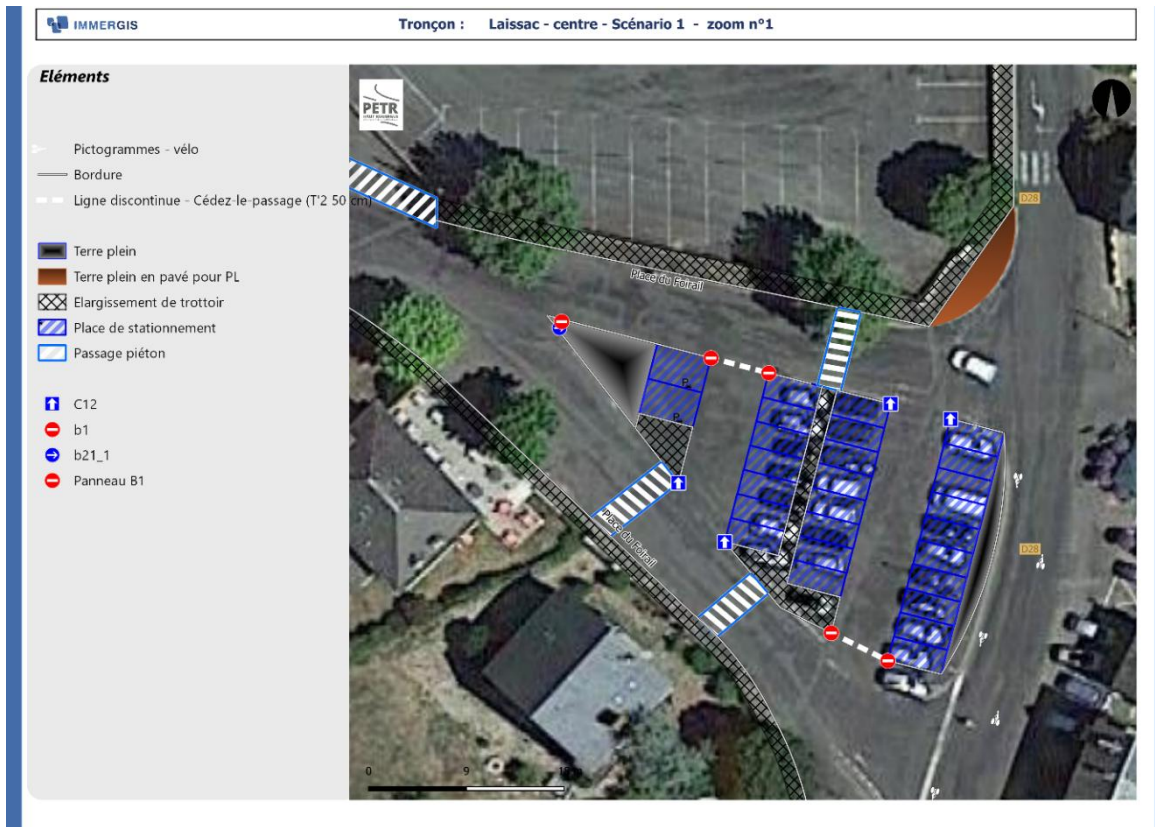 IMMERGIS
Tronçon : Laissac - centre - Scénario 1 - zoom n°1
Eléments
Pictogrammes - vélo
Bordure
Ligne discontinue - Cédez-le-passage (T'2 50 cm)
Terre plein
Terre plein en pavé pour PL
Elargissement de trottoir
Place de stationnement
Passage piéton
C12
b1
b21_1
Panneau B1
PETR
D28
Place du Foirail
P
P
Place du Foirail
D28
0 9